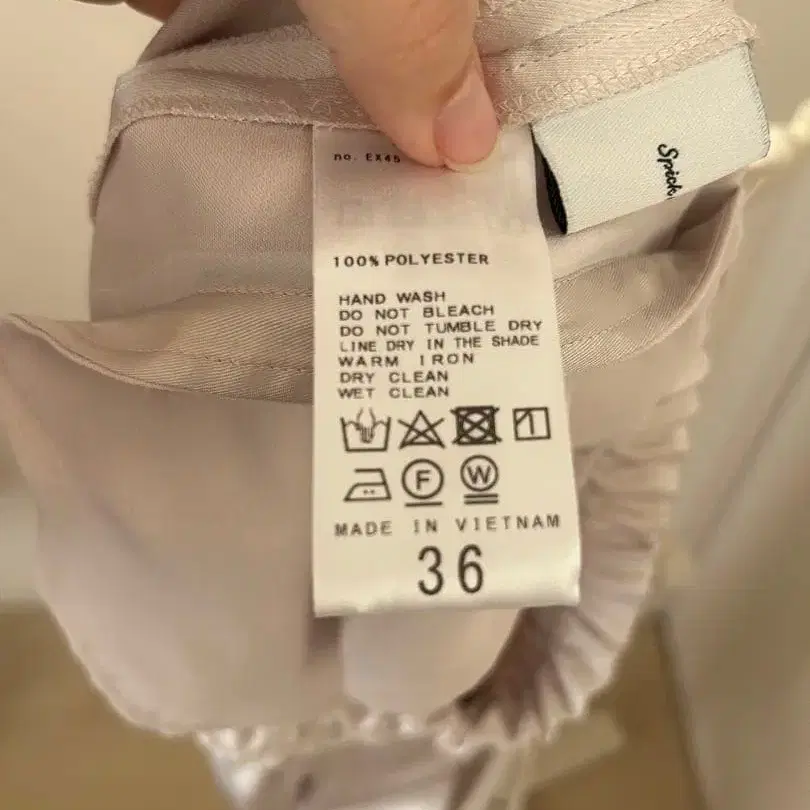 no. EX45
Spick
100% POLYESTER
HAND WASH
DO NOT BLEACH
DO NOT TUMBLE DRY
LINE DRY IN THE SHADE
WARM IRON
DRY CLEAN
WET CLEAN
F W
MADE IN VIETNAM
36